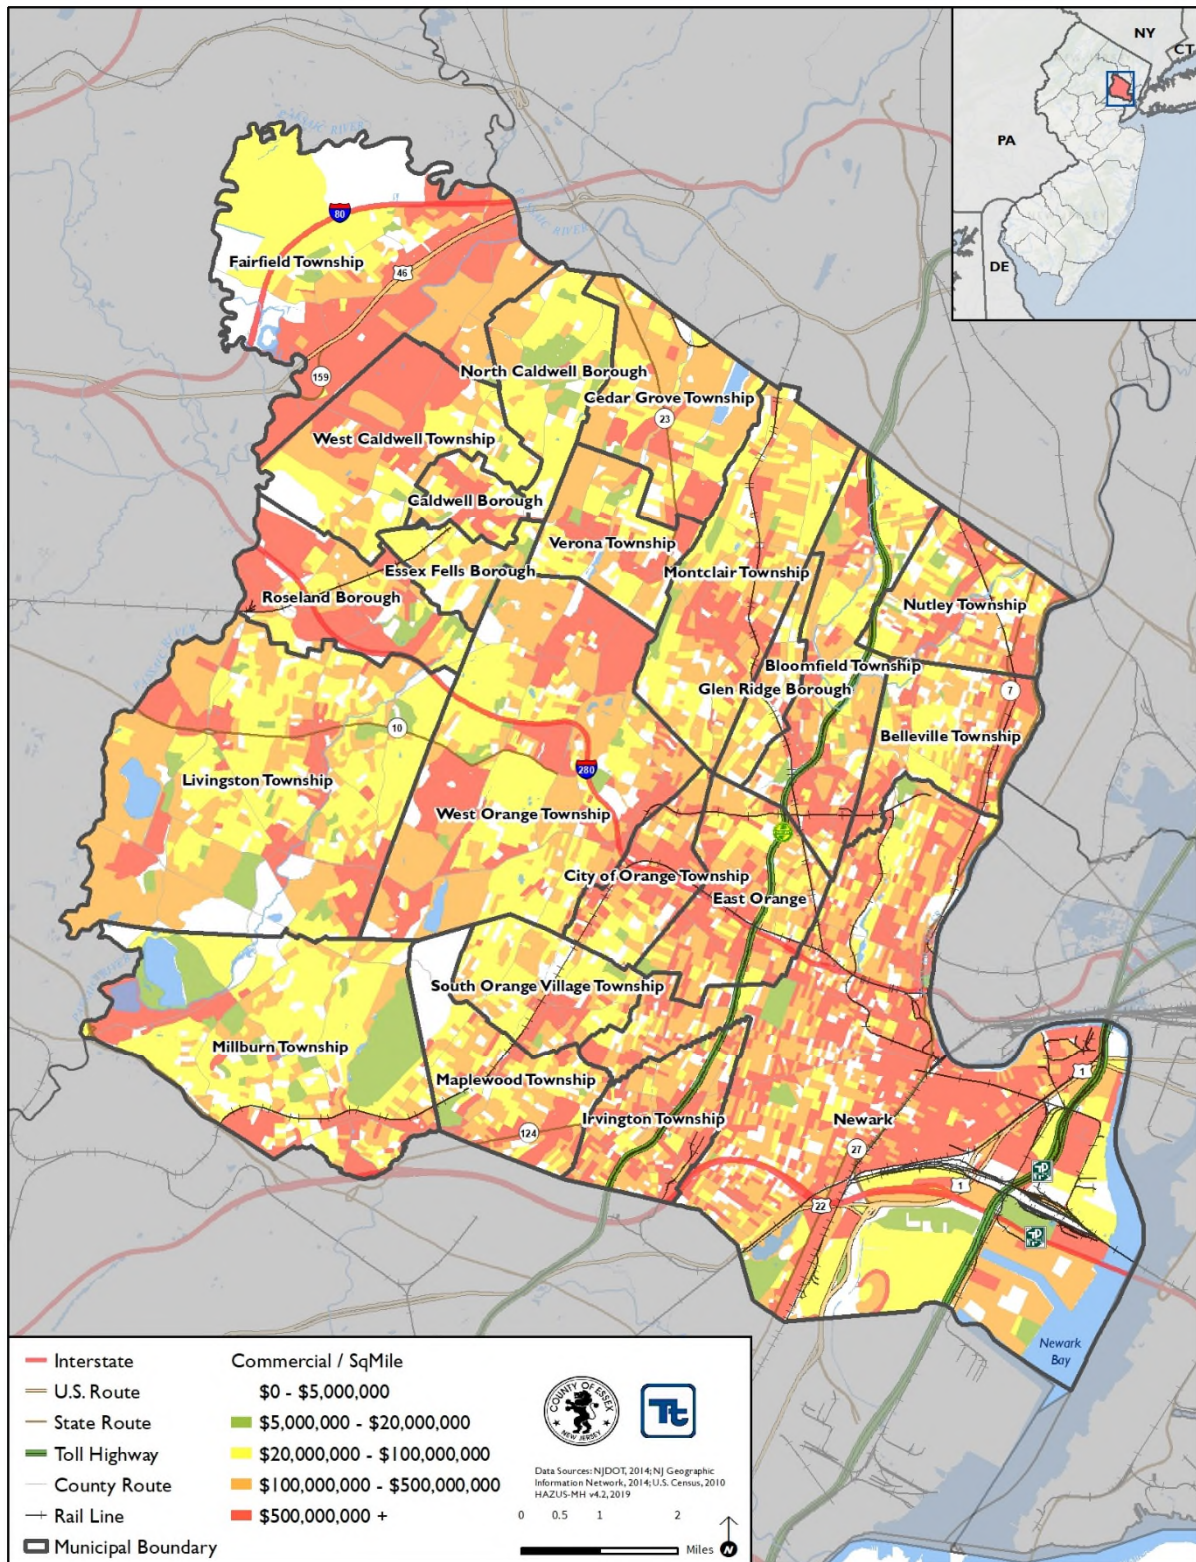 NY
CT
PA
DE
PASSAIC RIVER
80
PASSAIC RIVER
Fairfield Township
46
159
North Caldwell Borough
Cedar Grove Township
23
West Caldwell Township
Caldwell Borough
Verona Township
Essex Fells Borough
Montclair Township
Roseland Borough
Nutley Township
PASSAIC RIVER
Bloomfield Township
Glen Ridge Borough
7
10
Belleville Township
280
Livingston Township
West Orange Township
City of Orange Township
East Orange
South Orange Village Township
Millburn Township
Maplewood Township
1
Irvington Township
Newark
124
27
1
22
Newark
Bay
Interstate
U.S. Route
State Route
Toll Highway
County Route
Rail Line
Municipal Boundary
Commercial / SqMile
$0 - $5,000,000
$5,000,000 - $20,000,000
$20,000,000 - $100,000,000
$100,000,000 - $500,000,000
$500,000,000 +
COUNTY OF ESSEX
NEW JERSEY
Tt
Data Sources: NJDOT, 2014; NJ Geographic
Information Network, 2014; U.S. Census, 2010
HAZUS-MH v4.2, 2019
0 0.5 1 2
Miles
N